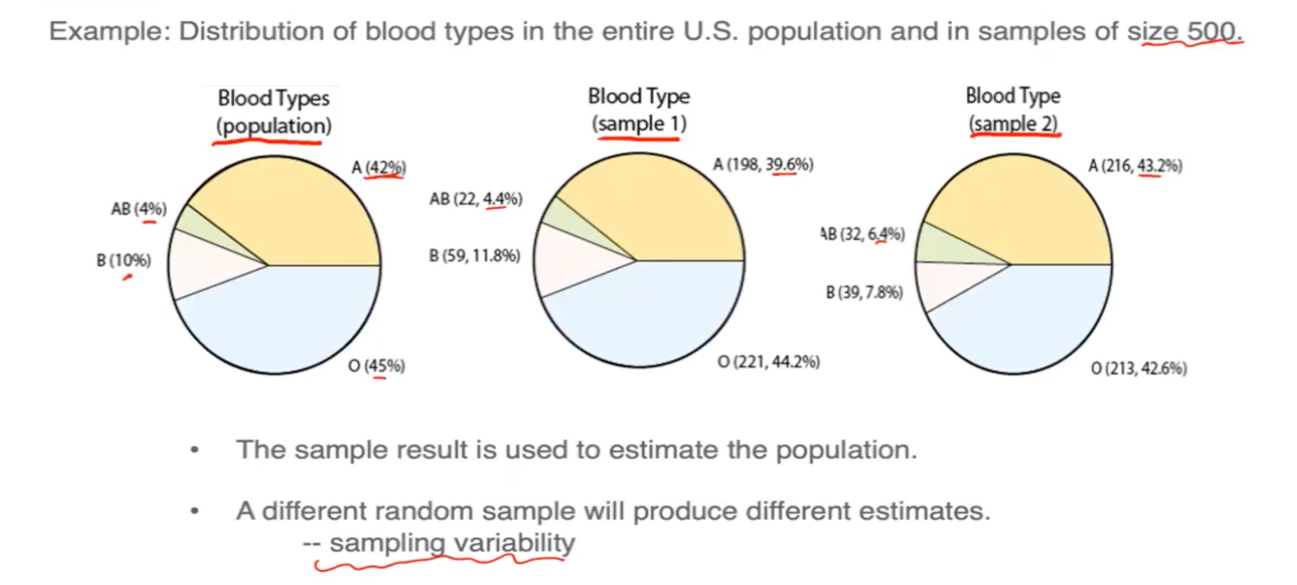 Example: Distribution of blood types in the entire U.S. population and in samples of size 500.
Blood Types
(population)
A (42%)
AB (4%)
B (10%)
O (45%)
Blood Type
(sample 1)
A (198, 39.6%)
AB (22, 4.4%)
B (59, 11.8%)
O (221, 44.2%)
Blood Type
(sample 2)
A (216, 43.2%)
AB (32, 6.4%)
B (39, 7.8%)
O (213, 42.6%)
• The sample result is used to estimate the population.
• A different random sample will produce different estimates.
-- sampling variability